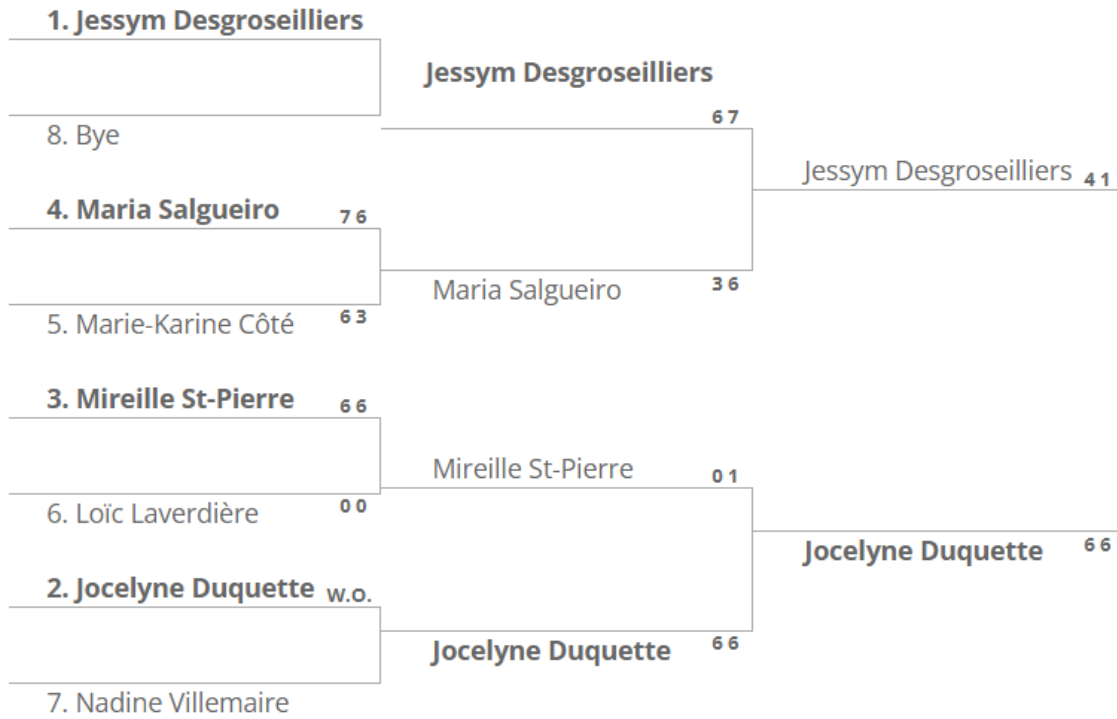 1. Jessym Desgroseilliers
Jessym Desgroseilliers
6 7
8. Bye
Jessym Desgroseilliers 4 1
4. Maria Salgueiro 7 6
Maria Salgueiro 3 6
5. Marie-Karine Côté 6 3
3. Mireille St-Pierre 6 6
Mireille St-Pierre 0 1
6. Loïc Laverdière 0 0
Jocelyne Duquette 6 6
2. Jocelyne Duquette W.O.
Jocelyne Duquette 6 6
7. Nadine Villemaire